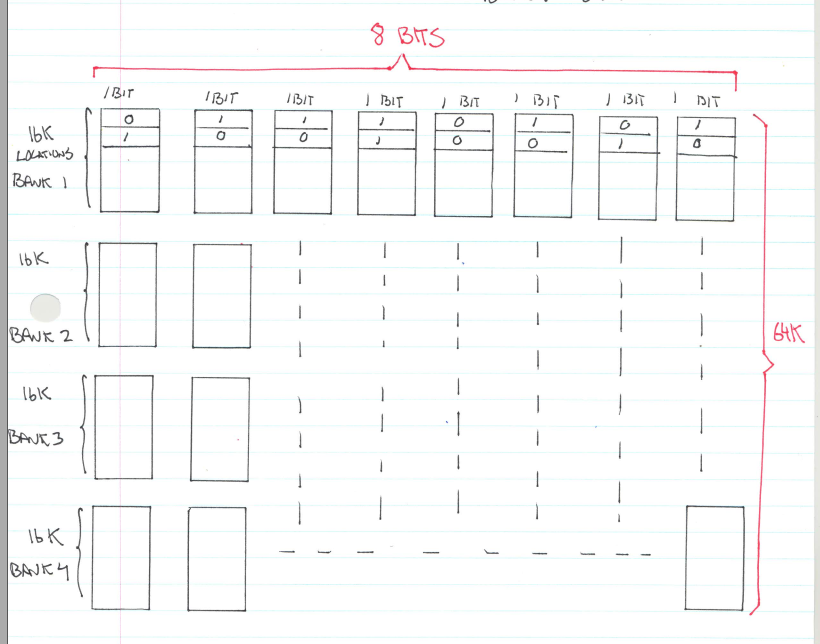 8 BITS
1 BIT 1 BIT 1 BIT 1 BIT 1 BIT 1 BIT 1 BIT 1 BIT
0 1 1 1 0 1 0 1
16K
1 0 0 1 0 0 1 0
LOCATIONS
BANK 1
16K
BANK 2
64K
16K
BANK 3
16K
BANK 4